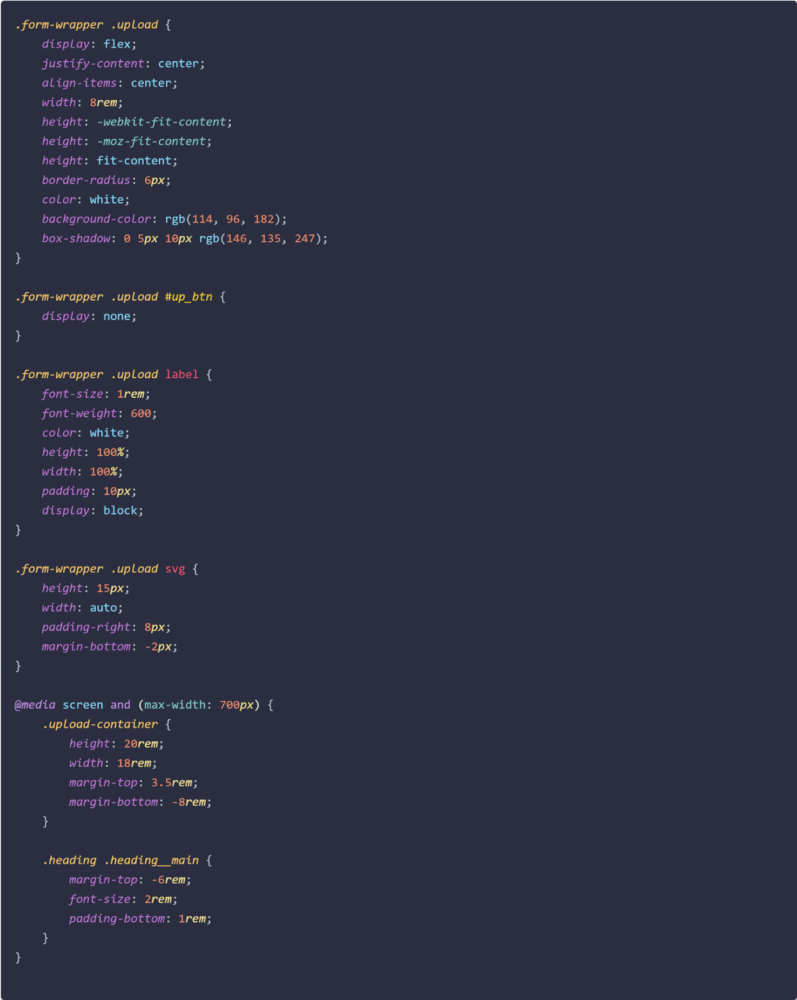 .form-wrapper .upload {
    display: flex;
    justify-content: center;
    align-items: center;
    width: 8rem;
    height: -webkit-fit-content;
    height: -moz-fit-content;
    height: fit-content;
    border-radius: 6px;
    color: white;
    background-color: rgb(114, 96, 182);
    box-shadow: 0 5px 10px rgb(146, 135, 247);
}

.form-wrapper .upload #up_btn {
    display: none;
}

.form-wrapper .upload label {
    font-size: 1rem;
    font-weight: 600;
    color: white;
    height: 100%;
    width: 100%;
    padding: 10px;
    display: block;
}

.form-wrapper .upload svg {
    height: 15px;
    width: auto;
    padding-right: 8px;
    margin-bottom: -2px;
}

@media screen and (max-width: 700px) {
    .upload-container {
        height: 20rem;
        width: 18rem;
        margin-top: 3.5rem;
        margin-bottom: -8rem;
    }

    .heading .heading__main {
        margin-top: -6rem;
        font-size: 2rem;
        padding-bottom: 1rem;
    }
}